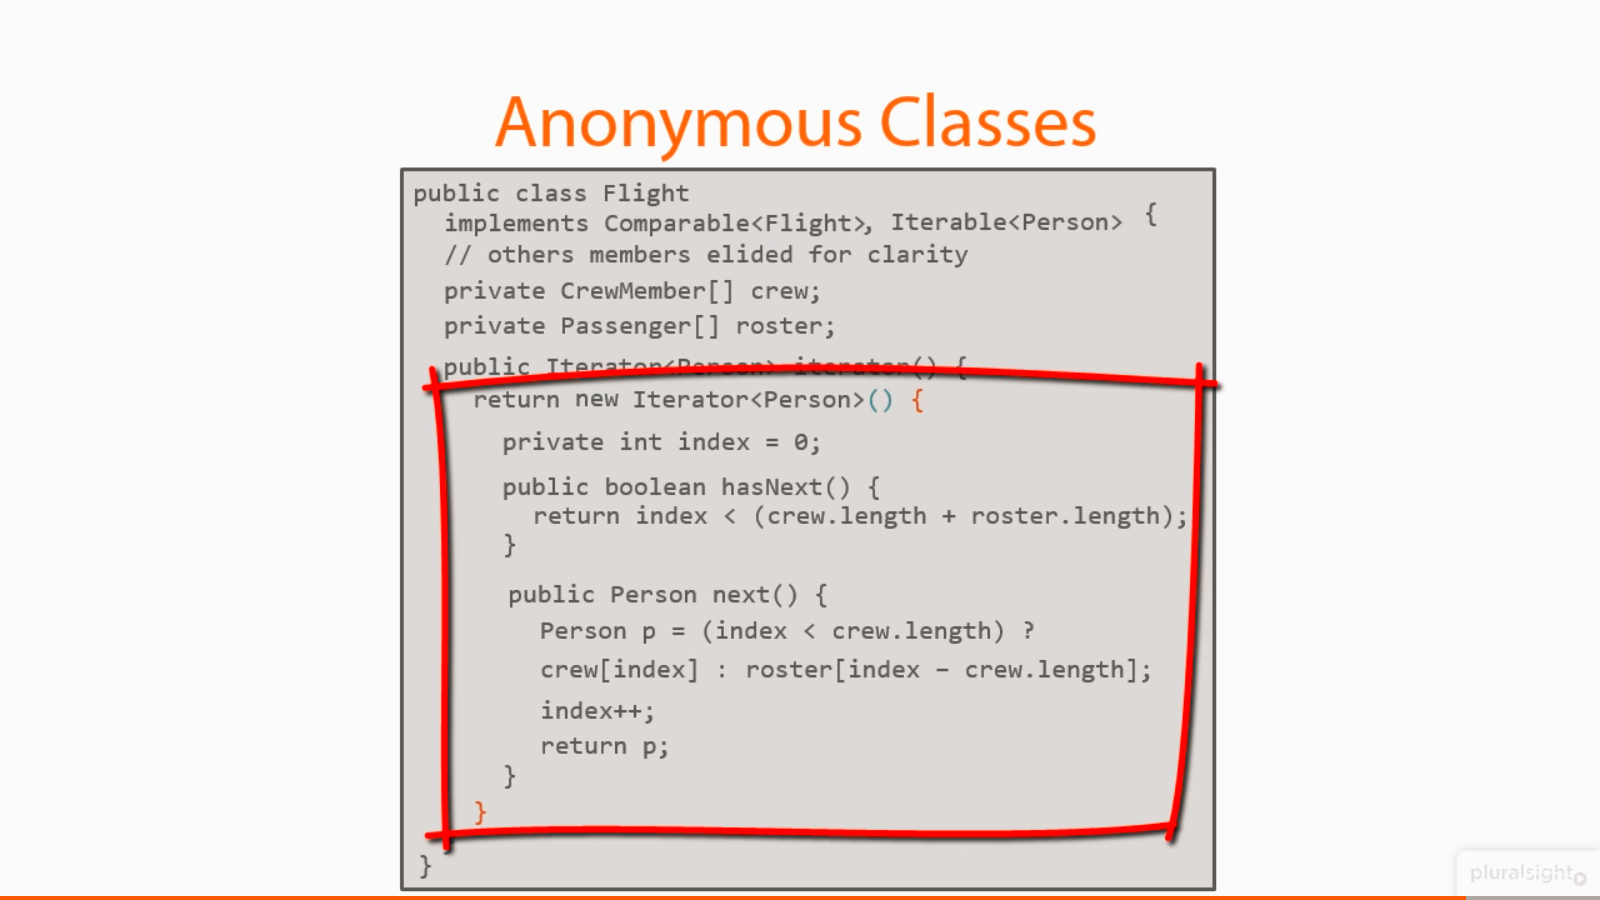 Anonymous Classes
public class Flight
implements Comparable<Flight>, Iterable<Person> {
// others members elided for clarity
private CrewMember[] crew;
private Passenger[] roster;
public Iterator<Person> iterator() {
return new Iterator<Person>() {
private int index = 0;
public boolean hasNext() {
return index < (crew.length + roster.length);
}
public Person next() {
Person p = (index < crew.length) ?
crew[index] : roster[index – crew.length];
index++;
return p;
}
}
}
pluralsight